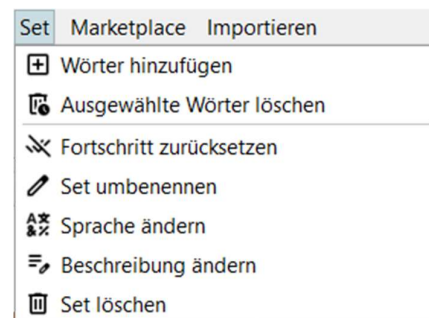 Set Marketplace Importieren
Wörter hinzufügen
Ausgewählte Wörter löschen
Fortschritt zurücksetzen
Set umbenennen
Sprache ändern
Beschreibung ändern
Set löschen